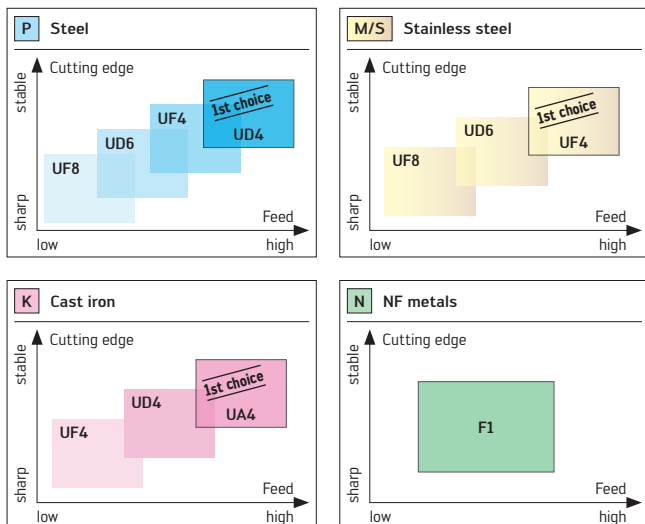 P Steel
stable
Cutting edge
1st choice
UF4
UD4
UD6
UF8
sharp
Feed
low
high
M/S Stainless steel
stable
Cutting edge
1st choice
UD6
UF4
UF8
sharp
Feed
low
high
K Cast iron
stable
Cutting edge
1st choice
UD4
UA4
UF4
sharp
Feed
low
high
N NF metals
stable
Cutting edge
F1
sharp
Feed
low
high